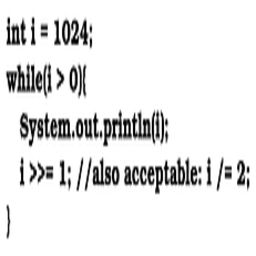 int i = 1024;
while(i > 0){
System.out.println(i);
i >>= 1; //also acceptable: i /= 2;
}